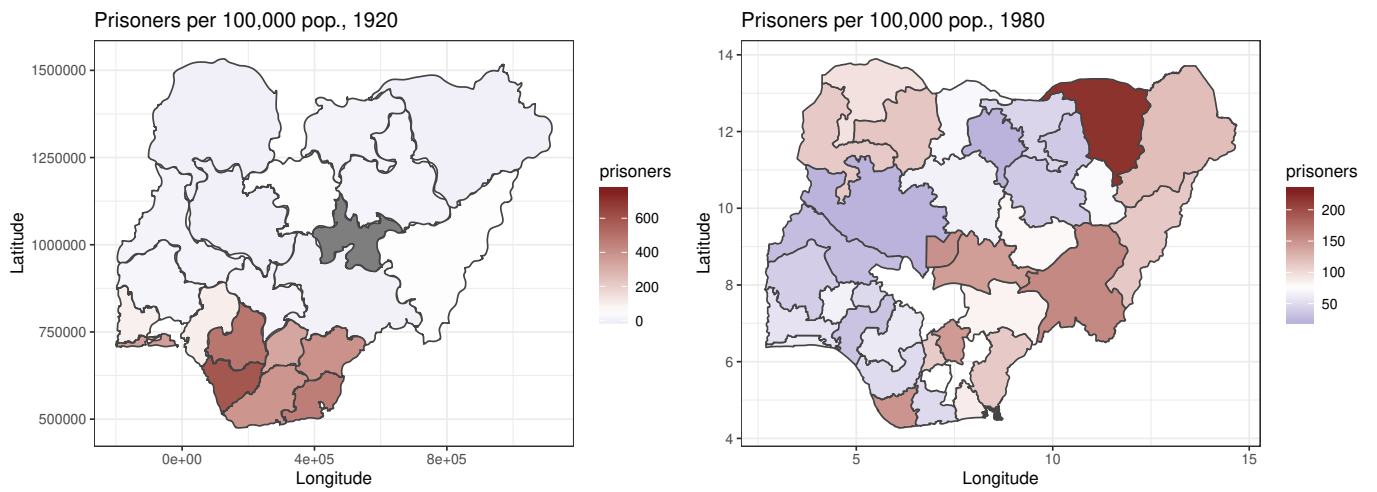 Prisoners per 100,000 pop., 1920
1500000
1250000
1000000
750000
500000
Latitude
0e+00
4e+05
8e+05
Longitude
prisoners
600
400
200
0
Prisoners per 100,000 pop., 1980
14
12
10
8
6
4
Latitude
5
10
15
Longitude
prisoners
200
150
100
50